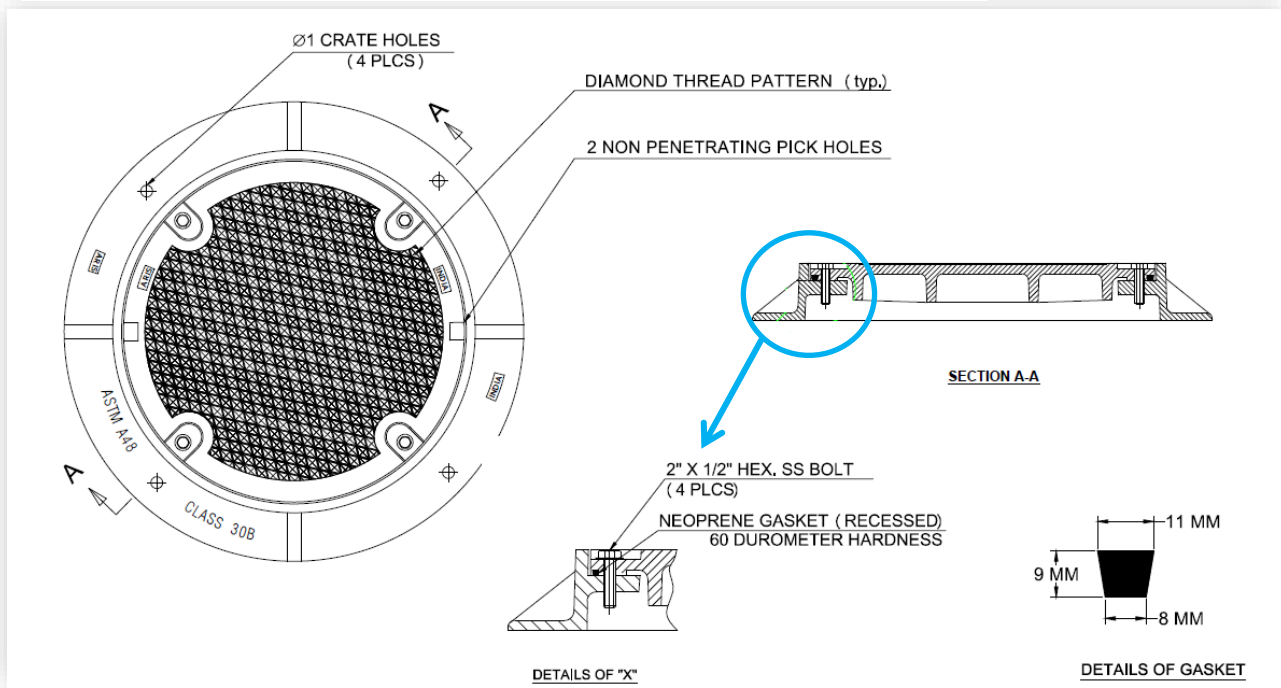 Ø1 CRATE HOLES
( 4 PLCS )
DIAMOND THREAD PATTERN ( typ.)
2 NON PENETRATING PICK HOLES
A
ARIS
ARIS
INDIA
INDIA
ASTM A48
CLASS 30B
A
SECTION A-A
2" X 1/2" HEX. SS BOLT
( 4 PLCS)
NEOPRENE GASKET ( RECESSED)
60 DUROMETER HARDNESS
DETAILS OF "X"
11 MM
9 MM
8 MM
DETAILS OF GASKET